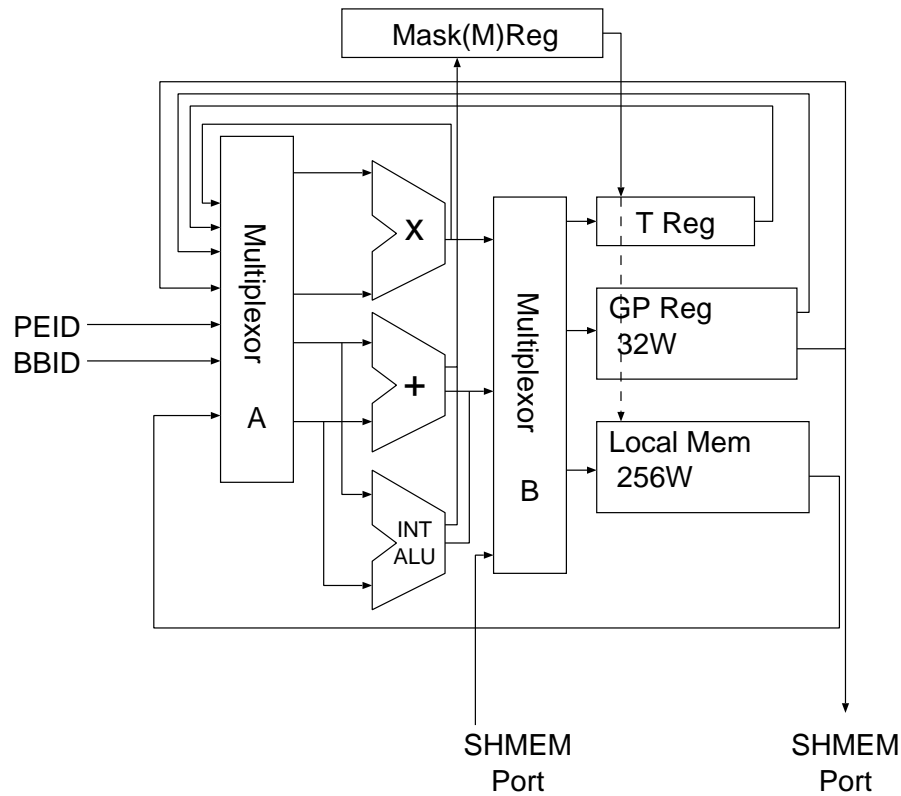 Mask(M)Reg
Multiplexor
A
PEID
BBID
X
+
INT
ALU
Multiplexor
B
T Reg
GP Reg
32W
Local Mem
256W
SHMEM
Port
SHMEM
Port